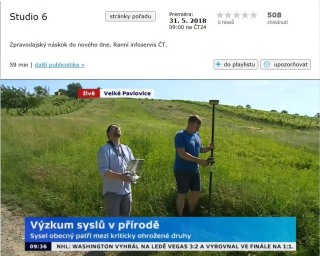 Studio 6
stránky pořadu
Premiéra:
31. 5. 2018
09:00 na ČT24
0 hlasů
508
zhlédnutí
Zpravodajský náskok do nového dne. Ranní infoservis ČT.
59 min | další publicistika »
do playlistu
upozorňovat
živě Velké Pavlovice
Výzkum syslů v přírodě
Sysel obecný patří mezi kriticky ohrožené druhy
09:36 NHL: WASHINGTON VYHRÁL NA LEDĚ VEGAS 3:2 A VYROVNAL VE FINÁLE NA 1:1.